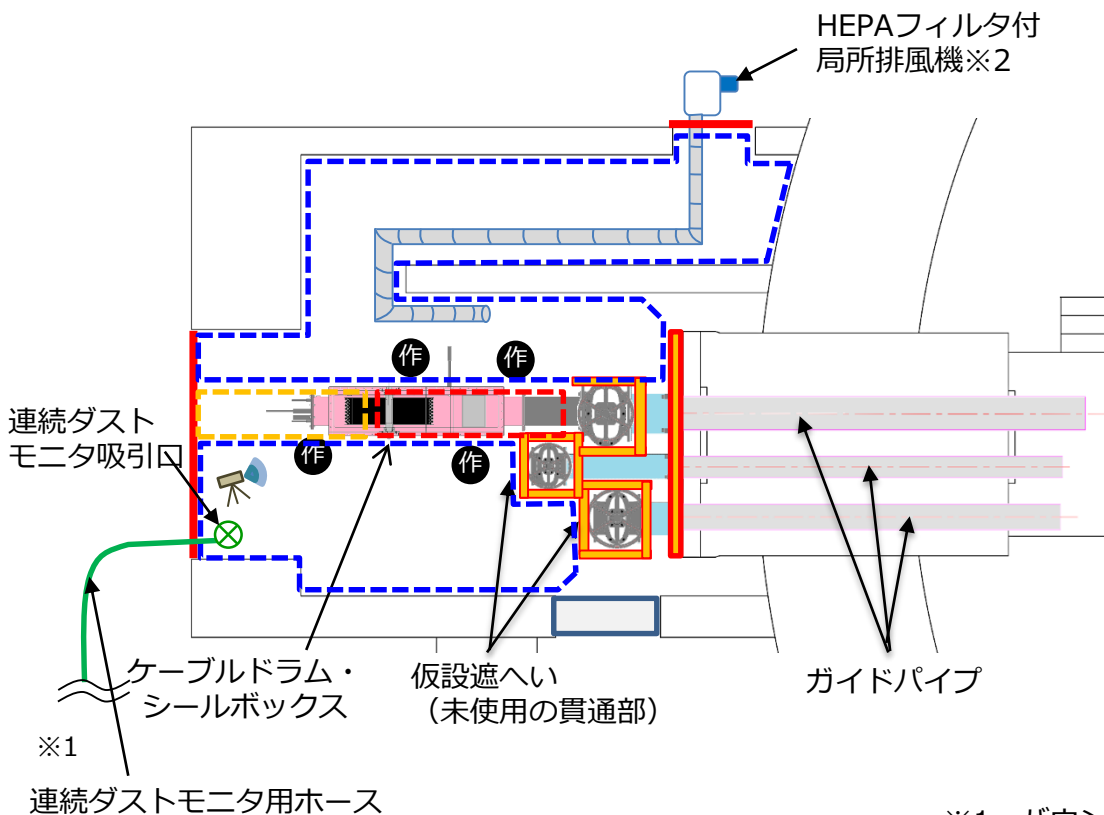 HEPAフィルタ付
局所排風機※2
作
作
連続ダスト
モニタ吸引口
作
作
ケーブルドラム・
シールボックス
仮設遮へい
（未使用の貫通部）
ガイドパイプ
※1
連続ダストモニタ用ホース